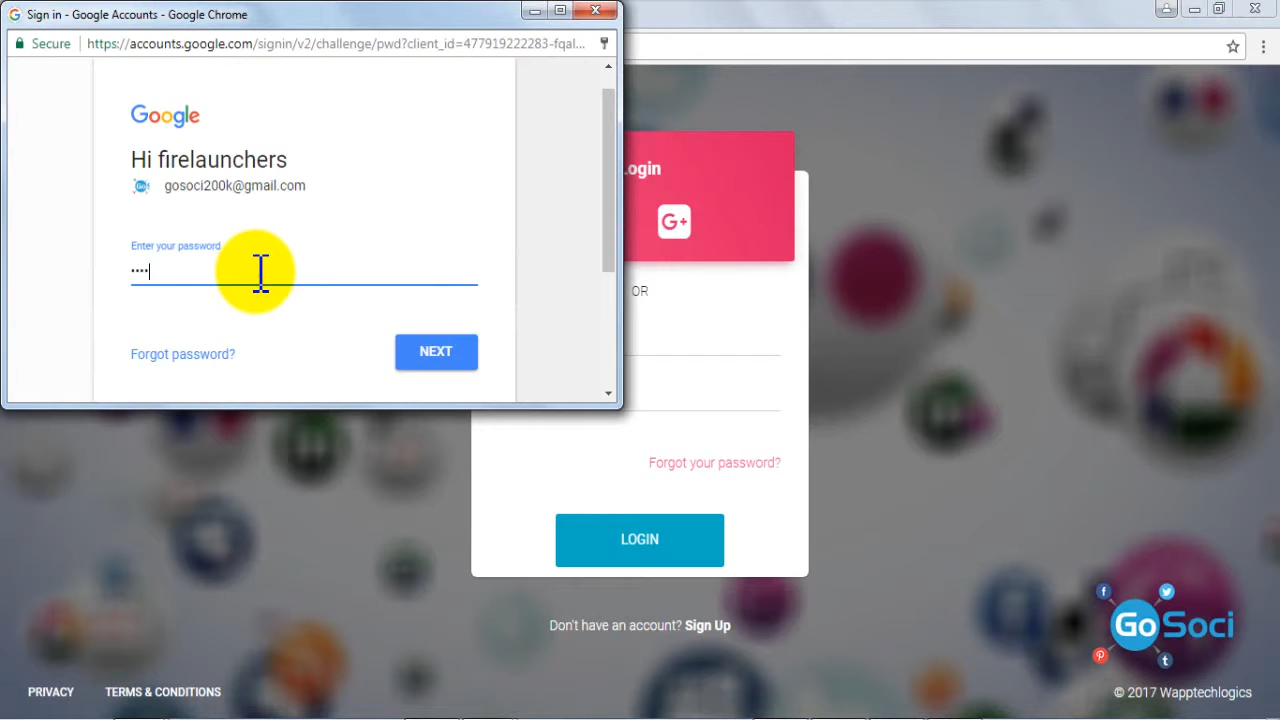 Sign in - Google Accounts - Google Chrome
Secure
https://accounts.google.com/signin/v2/challenge/pwd?client_id=477919222283-fqal...
Google
Hi firelaunchers
Go!
gosoci200k@gmail.com
Enter your password
Forgot password?
NEXT
Login
G+
OR
Forgot your password?
LOGIN
Don't have an account? Sign Up
GoSoci
PRIVACY
TERMS & CONDITIONS
© 2017 Wapptechlogics